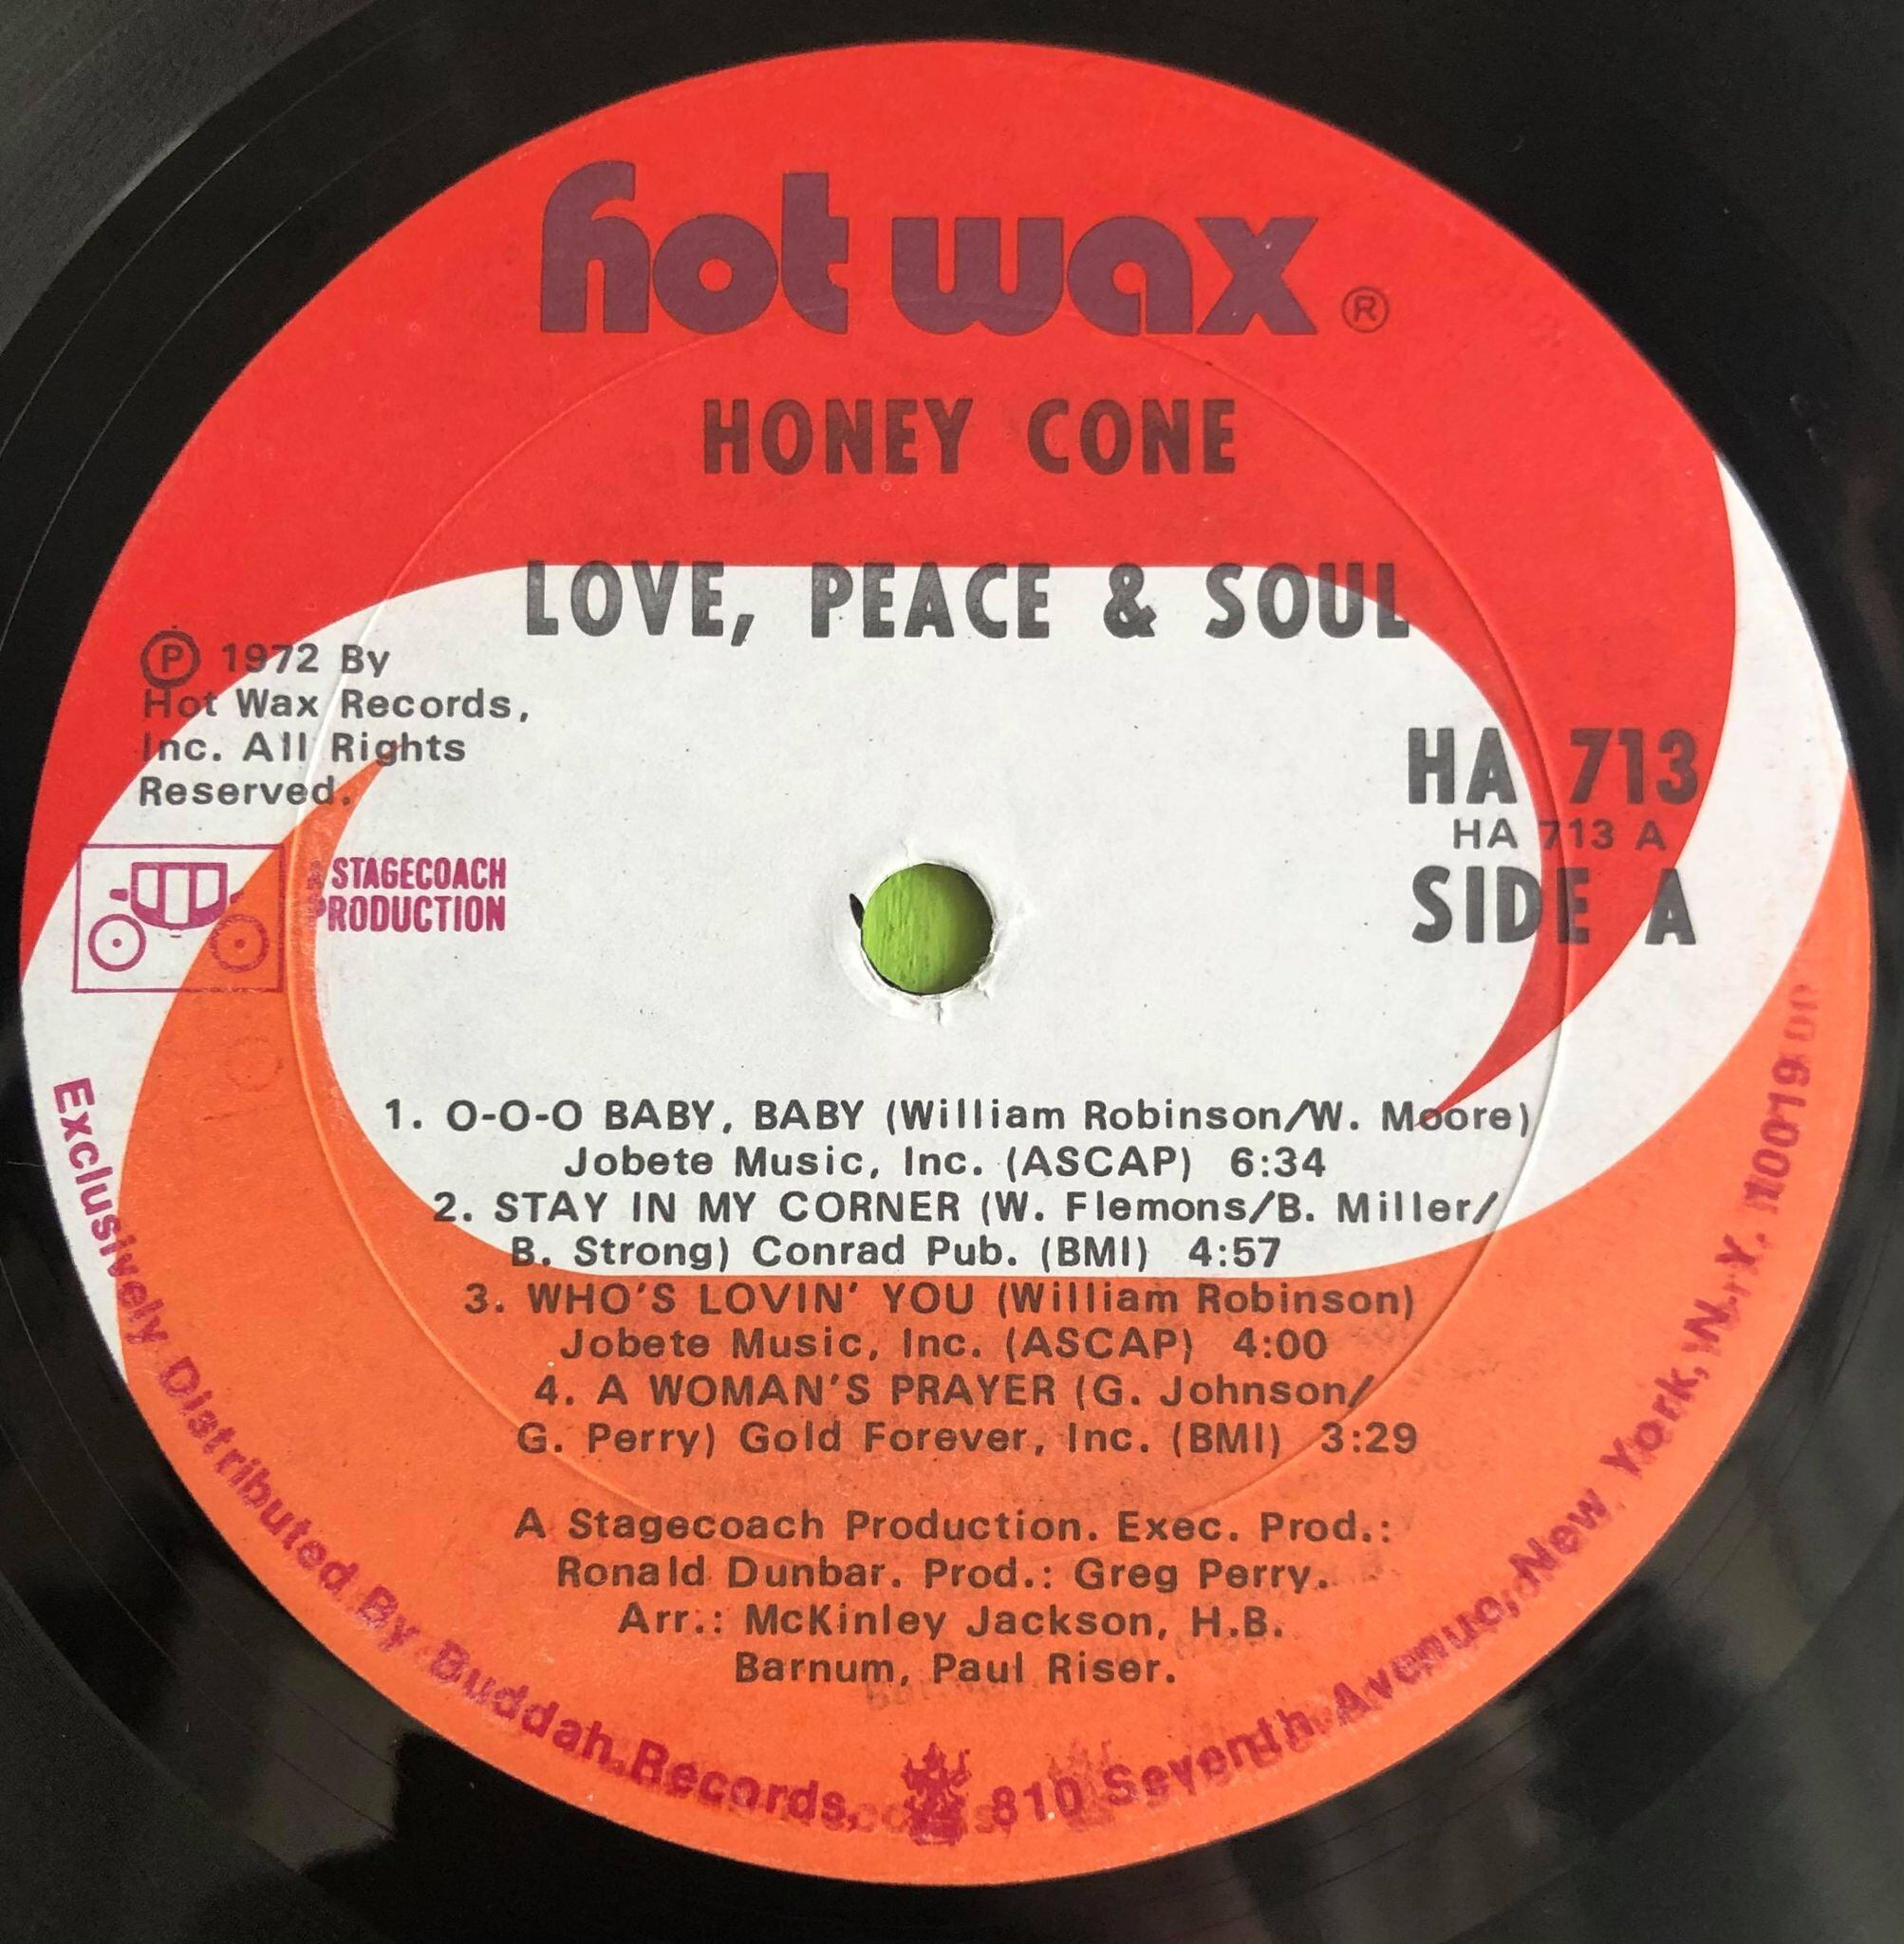 hot wax ®
HONEY CONE
LOVE, PEACE & SOUL
Ⓟ 1972 By
Hot Wax Records,
Inc. All Rights
Reserved.
A STAGECOACH
PRODUCTION
HA 713
HA 713 A
SIDE A
1. O-O-O BABY, BABY (William Robinson/W. Moore)
Jobete Music, Inc. (ASCAP) 6:34
2. STAY IN MY CORNER (W. Flemons/B. Miller/
B. Strong) Conrad Pub. (BMI) 4:57
3. WHO'S LOVIN' YOU (William Robinson)
Jobete Music, Inc. (ASCAP) 4:00
4. A WOMAN'S PRAYER (G. Johnson/
G. Perry) Gold Forever, Inc. (BMI) 3:29
A Stagecoach Production. Exec. Prod.:
Ronald Dunbar. Prod.: Greg Perry.
Arr.: McKinley Jackson, H.B.
Barnum, Paul Riser.
Exclusively Distributed By Buddah Records, 810 Seventh Avenue, New York, N.Y. 10019